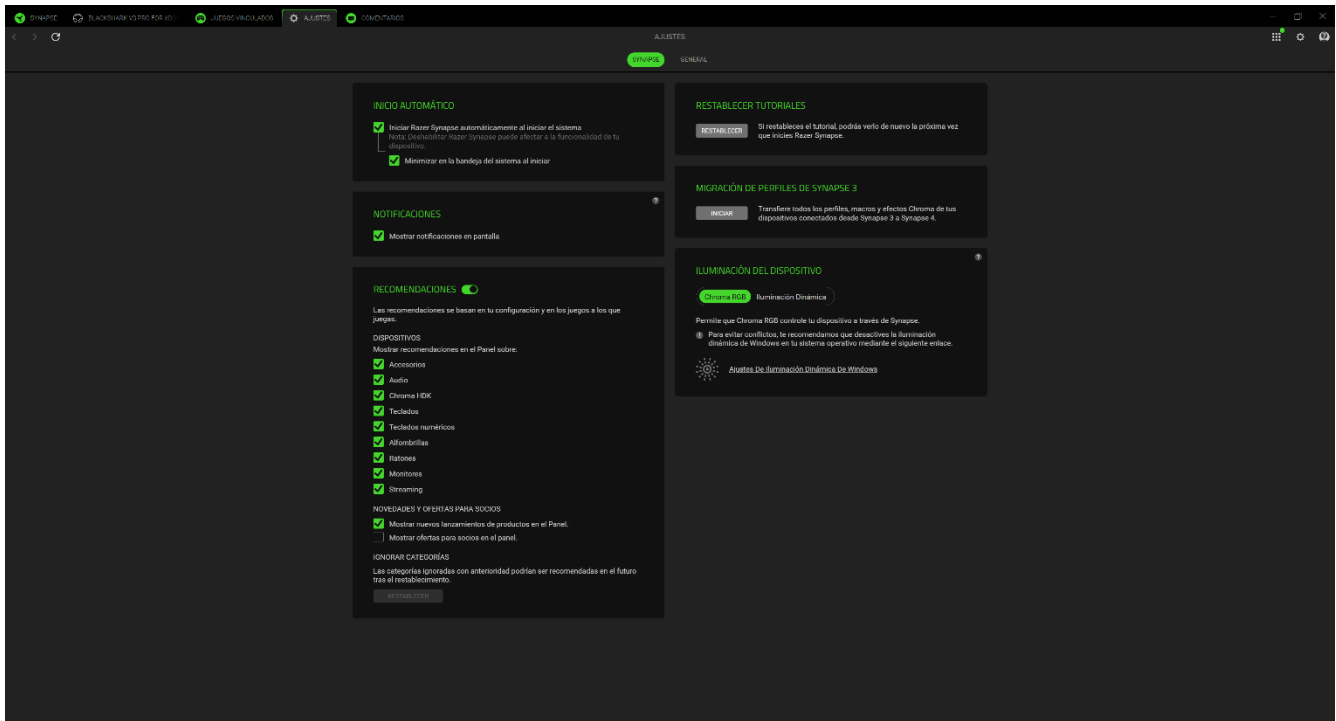 SYNAPSE
BLACKSHARK V3 PRO FOR XBO
JUEGOS VINCULADOS
AJUSTES
COMENTARIOS
AJUSTES
SYNAPSE
GENERAL
INICIO AUTOMÁTICO
Iniciar Razer Synapse automáticamente al iniciar el sistema
Nota: Deshabilitar Razer Synapse puede afectar a la funcionalidad de tu
dispositivo.
Minimizar en la bandeja del sistema al iniciar
NOTIFICACIONES
Mostrar notificaciones en pantalla
RECOMENDACIONES
Las recomendaciones se basan en tu configuración y en los juegos a los que
juegas.
DISPOSITIVOS
Mostrar recomendaciones en el Panel sobre:
Accesorios
Audio
Chroma HDK
Teclados
Teclados numéricos
Alfombrillas
Ratones
Monitores
Streaming
NOVEDADES Y OFERTAS PARA SOCIOS
Mostrar nuevos lanzamientos de productos en el Panel.
Mostrar ofertas para socios en el panel.
IGNORAR CATEGORÍAS
Las categorías ignoradas con anterioridad podrían ser recomendadas en el futuro
tras el restablecimiento.
RESTABLECER
RESTABLECER TUTORIALES
RESTABLECER
Si restableces el tutorial, podrás verlo de nuevo la próxima vez
que inicies Razer Synapse.
MIGRACIÓN DE PERFILES DE SYNAPSE 3
INICIAR
Transfiere todos los perfiles, macros y efectos Chroma de tus
dispositivos conectados desde Synapse 3 a Synapse 4.
ILUMINACIÓN DEL DISPOSITIVO
Chroma RGB
Iluminación Dinámica
Permite que Chroma RGB controle tu dispositivo a través de Synapse.
Para evitar conflictos, te recomendamos que desactives la iluminación
dinámica de Windows en tu sistema operativo mediante el siguiente enlace.
Ajustes De Iluminación Dinámica De Windows